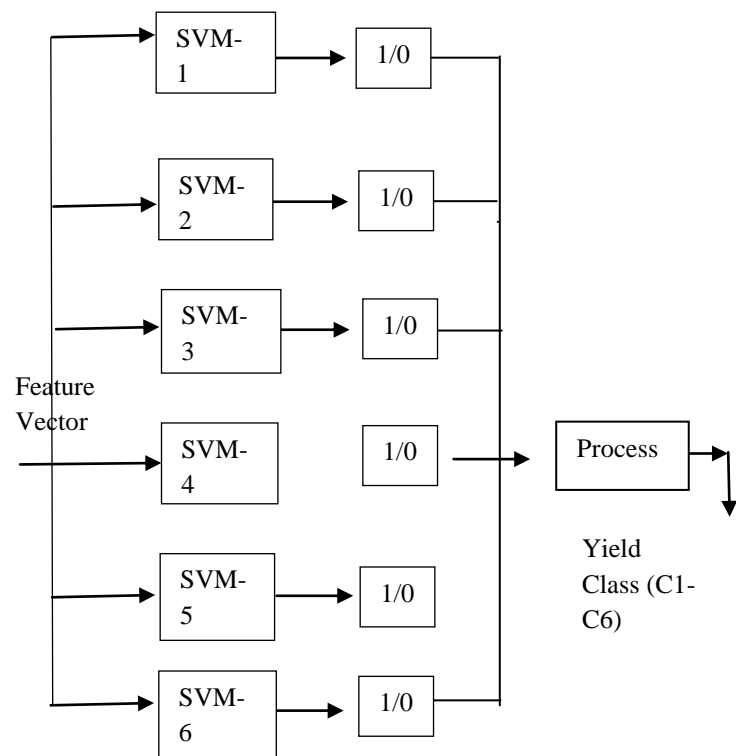 SVM-
1
1/0
SVM-
2
1/0
SVM-
3
1/0
Feature
Vector
SVM-
4
1/0
Process
SVM-
5
1/0
Yield
Class (C1-
C6)
SVM-
6
1/0